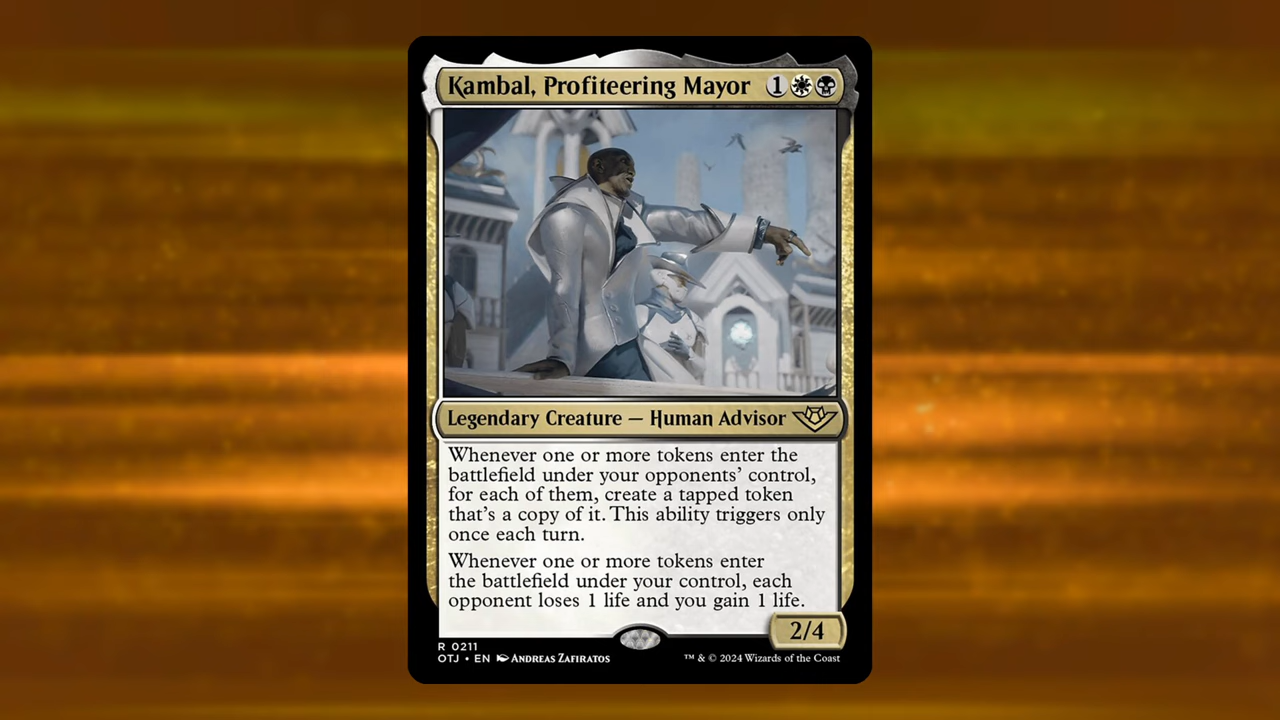 Kambal, Profiteering Mayor 1
Legendary Creature — Human Advisor
Whenever one or more tokens enter the
battlefield under your opponents’ control,
for each of them, create a tapped token
that’s a copy of it. This ability triggers only
once each turn.
Whenever one or more tokens enter
the battlefield under your control, each
opponent loses 1 life and you gain 1 life.
2/4
R 0211
OTJ • EN Andreas Zafiratos
™ & © 2024 Wizards of the Coast